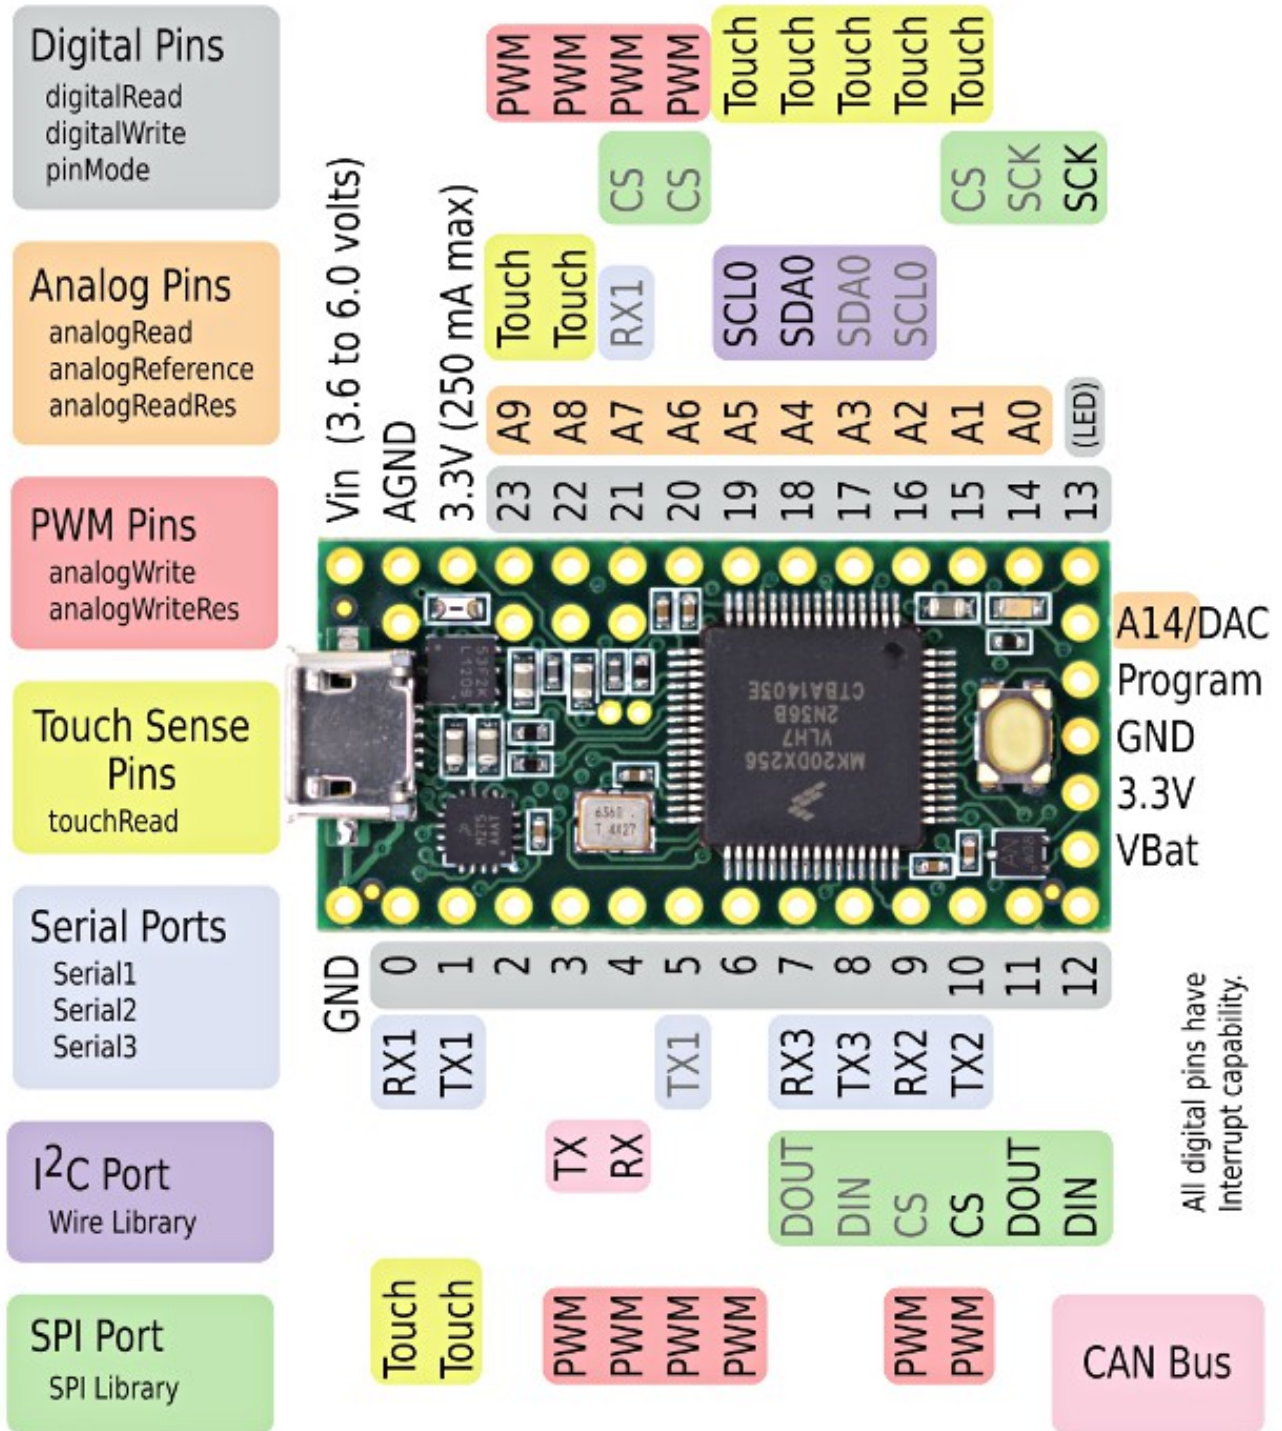 Digital Pins
digitalRead
digitalWrite
pinMode
Analog Pins
analogRead
analogReference
analogReadRes
PWM Pins
analogWrite
analogWriteRes
Touch Sense
Pins
touchRead
Serial Ports
Serial1
Serial2
Serial3
I²C Port
Wire Library
SPI Port
SPI Library
PWM PWM PWM PWM Touch Touch Touch Touch Touch
CS CS CS SCK SCK
Touch Touch RX1 SCL0 SDA0 SDA0 SCL0
A9 A8 A7 A6 A5 A4 A3 A2 A1 A0 (LED)
Vin (3.6 to 6.0 volts)
AGND
3.3V (250 mA max)
23 22 21 20 19 18 17 16 15 14 13
A14/DAC
Program
GND
3.3V
VBat
MK20DX256
VLH7
2N36B
CTBA1403E
GND 0 1 2 3 4 5 6 7 8 9 10 11 12
RX1 TX1 TX1 RX3 TX3 RX2 TX2
TX RX DOUT DIN CS CS DOUT DIN
Touch Touch PWM PWM PWM PWM PWM PWM
All digital pins have
Interrupt capability.
CAN Bus